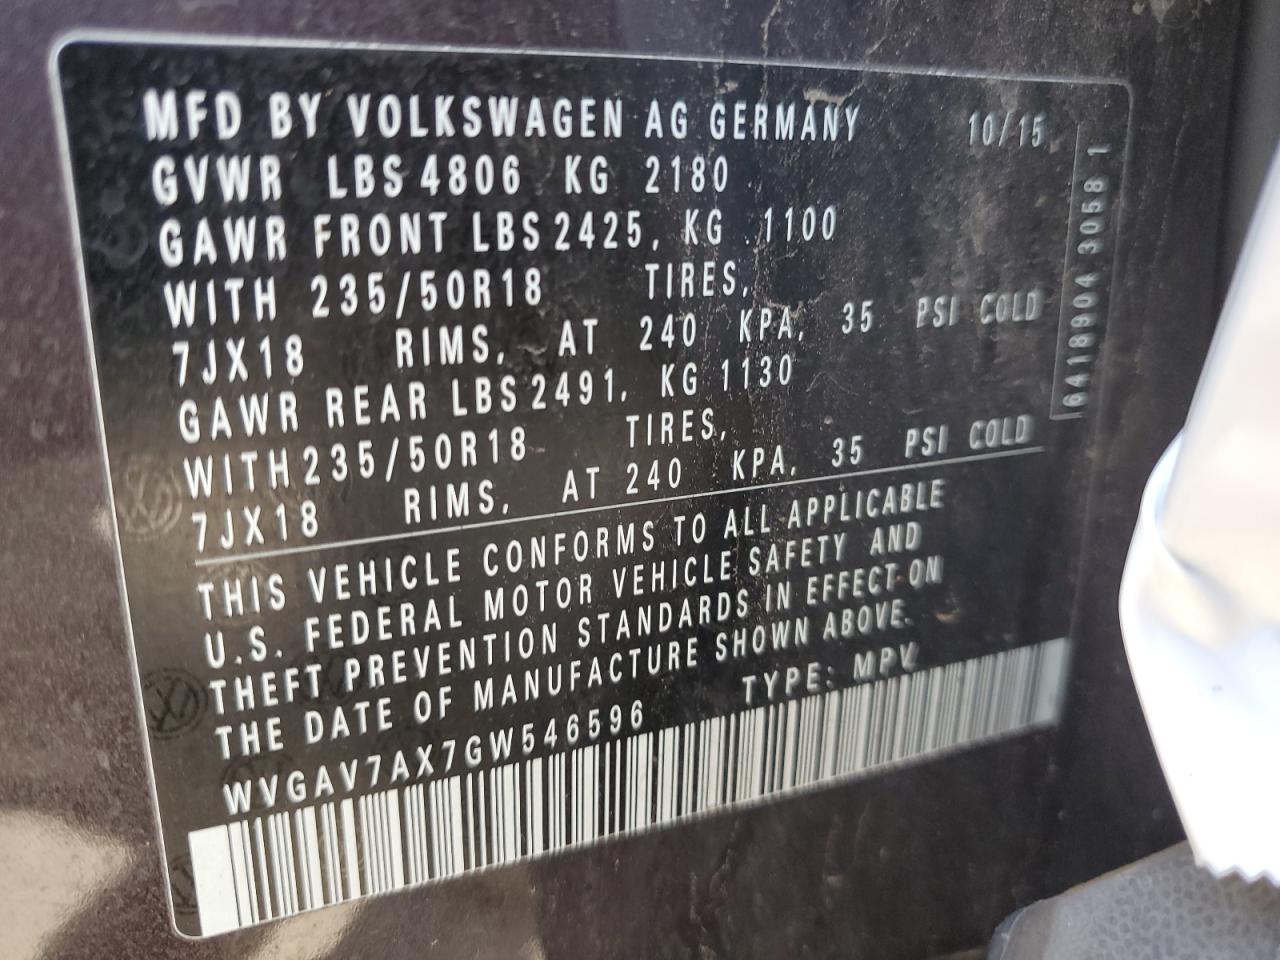 MFD BY VOLKSWAGEN AG GERMANY 10/15
GVWR LBS 4806 KG 2180
GAWR FRONT LBS 2425, KG 1100
WITH 235/50R18 TIRES,
7JX18 RIMS, AT 240 KPA, 35 PSI COLD
GAWR REAR LBS 2491, KG 1130
WITH 235/50R18 TIRES,
7JX18 RIMS, AT 240 KPA, 35 PSI COLD
THIS VEHICLE CONFORMS TO ALL APPLICABLE
U.S. FEDERAL MOTOR VEHICLE SAFETY AND
THEFT PREVENTION STANDARDS IN EFFECT ON
THE DATE OF MANUFACTURE SHOWN ABOVE.
WVGAV7AX7GW546596 TYPE: MPV
6418904 3058 1